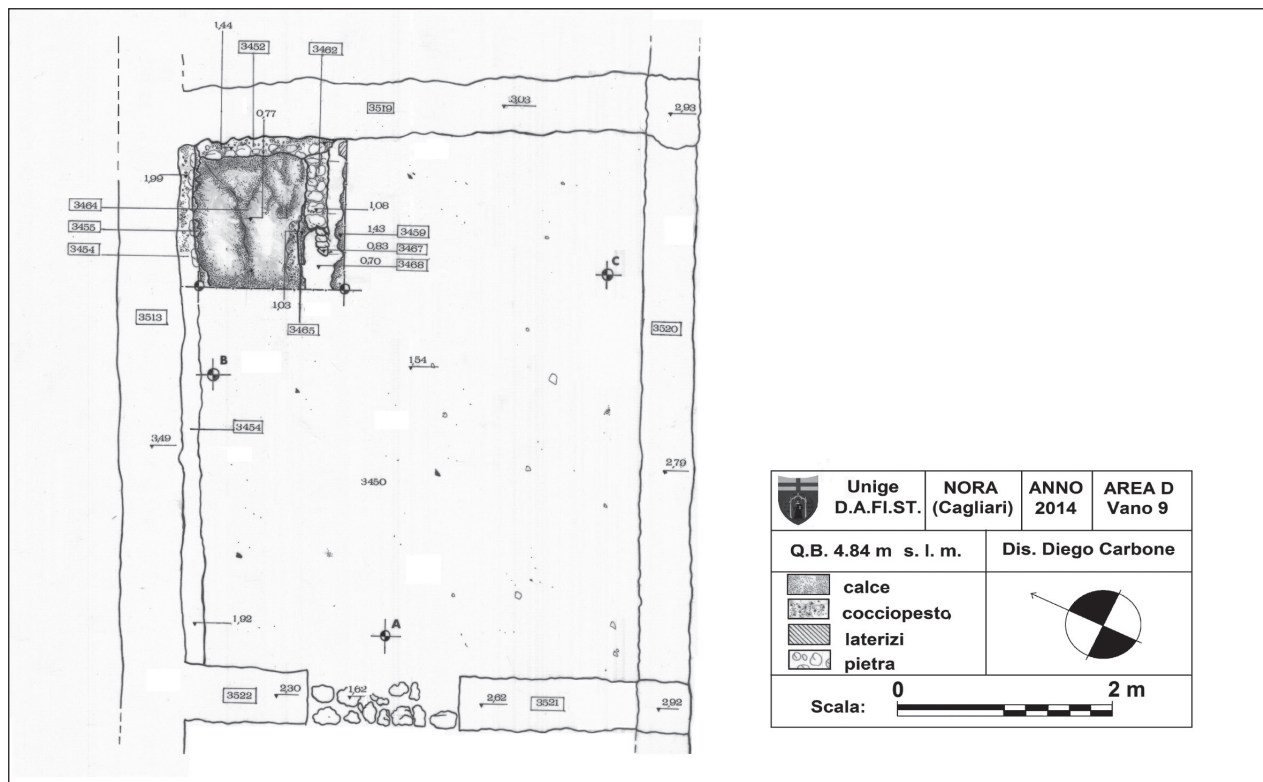 1,44
3452
3462
3519
3,03
2,93
0,77
1,99
3464
1,08
3455
1,43
3459
3454
0,83
3467
0,70
3468
C
1,03
3513
3465
3520
B
1,54
3454
3,49
2,79
3450
1,92
A
3522
2,30
1,62
2,62
3521
2,92
Unige
D.A.FI.ST.
NORA
(Cagliari)
ANNO
2014
AREA D
Vano 9
Q.B. 4.84 m s. l. m.
Dis. Diego Carbone
calce
cocciopesto
laterizi
pietra
Scala:
0
2 m